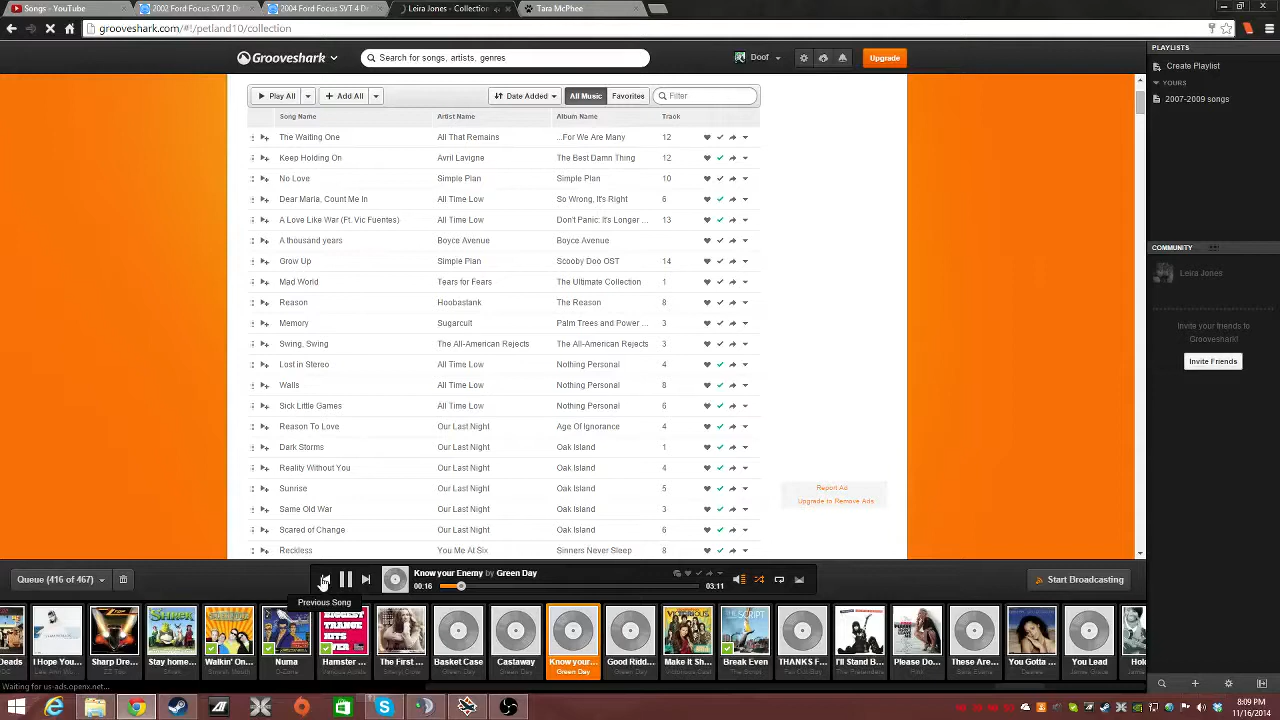 Songs - YouTube
2002 Ford Focus SVT 2 D
2004 Ford Focus SVT 4 D
Leira Jones - Collection
Tara McPhee
grooveshark.com/#!/petland10/collection
Grooveshark
Search for songs, artists, genres
Doof
Upgrade
PLAYLISTS
Create Playlist
YOURS
2007-2009 songs
Play All
Add All
Date Added
All Music
Favorites
Filter
Song Name Artist Name Album Name Track
The Waiting One All That Remains ...For We Are Many 12
Keep Holding On Avril Lavigne The Best Damn Thing 12
No Love Simple Plan Simple Plan 10
Dear Maria, Count Me In All Time Low So Wrong, It's Right 6
A Love Like War (Ft. Vic Fuentes) All Time Low Don't Panic: It's Longer ... 13
A thousand years Boyce Avenue Boyce Avenue
Grow Up Simple Plan Scooby Doo OST 14
Mad World Tears for Fears The Ultimate Collection 1
Reason Hoobastank The Reason 8
Memory Sugarcult Palm Trees and Power ... 3
Swing, Swing The All-American Rejects The All-American Rejects 3
Lost in Stereo All Time Low Nothing Personal 4
Walls All Time Low Nothing Personal 8
Sick Little Games All Time Low Nothing Personal 6
Reason To Love Our Last Night Age Of Ignorance 4
Dark Storms Our Last Night Oak Island 1
Reality Without You Our Last Night Oak Island 4
Sunrise Our Last Night Oak Island 5
Same Old War Our Last Night Oak Island 3
Scared of Change Our Last Night Oak Island 6
Reckless You Me At Six Sinners Never Sleep 8
COMMUNITY
Leira Jones
Invite your friends to
Grooveshark!
Invite Friends
Report Ad
Upgrade to Remove Ads
Queue (416 of 467)
Know your Enemy by Green Day
00:16
03:11
Start Broadcasting
Previous Song
Deads
I Hope You...
Sharp Dre...
ZZ Top
Stay home...
Walkin' On...
Numa
Hamster ...
The First ...
Basket Case
Green Day
Castaway
Green Day
Know your...
Green Day
Good Ridd...
Green Day
Make it Sh...
Break Even
THANKS F...
I'll Stand B...
Please Do...
These Are...
You Gotta ...
You Lead
Waiting for us-ads.openx.net...
8:09 PM
11/16/2014